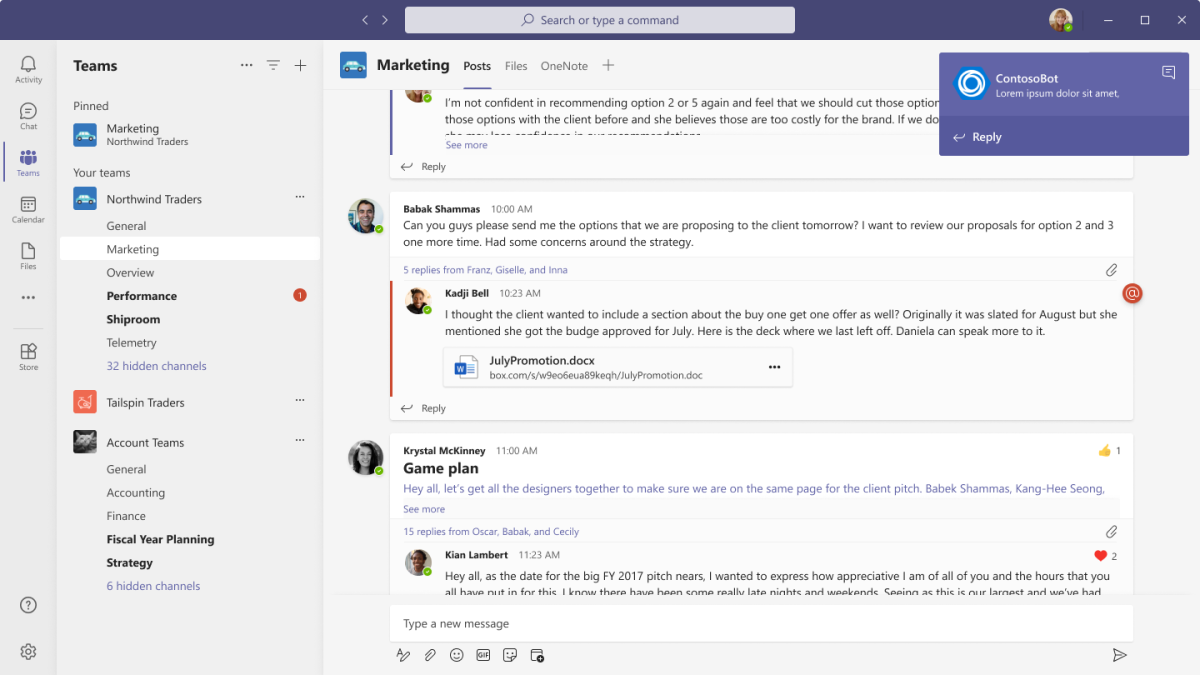 Search or type a command
Activity
Chat
Teams
Calendar
Files
Store
Teams
Pinned
Marketing
Northwind Traders
Your teams
Northwind Traders
General
Marketing
Overview
Performance
1
Shiproom
Telemetry
32 hidden channels
Tailspin Traders
Account Teams
General
Accounting
Finance
Fiscal Year Planning
Strategy
6 hidden channels
Marketing
Posts
Files
OneNote
ContosoBot
Lorem ipsum dolor sit amet,
Reply
I'm not confident in recommending option 2 or 5 again and feel that we should cut those option
those options with the client before and she believes those are too costly for the brand. If we do
she may lose confidence in our recommendations.
See more
Reply
Babak Shammas 10:00 AM
Can you guys please send me the options that we are proposing to the client tomorrow? I want to review our proposals for option 2 and 3
one more time. Had some concerns around the strategy.
5 replies from Franz, Giselle, and Inna
Kadji Bell 10:23 AM
@
I thought the client wanted to include a section about the buy one get one offer as well? Originally it was slated for August but she
mentioned she got the budge approved for July. Here is the deck where we last left off. Daniela can speak more to it.
W
JulyPromotion.docx
box.com/s/w9eo6eua89keqh/JulyPromotion.doc
Reply
Krystal McKinney 11:00 AM
1
Game plan
Hey all, let's get all the designers together to make sure we are on the same page for the client pitch. Babek Shammas, Kang-Hee Seong,
See more
15 replies from Oscar, Babak, and Cecily
Kian Lambert 11:23 AM
2
Hey all, as the date for the big FY 2017 pitch nears, I wanted to express how appreciative I am of all of you and the hours that you
all have put in for this. I know there have been some really late nights and weekends. Seeing as this is our largest and we've had
Type a new message
GIF